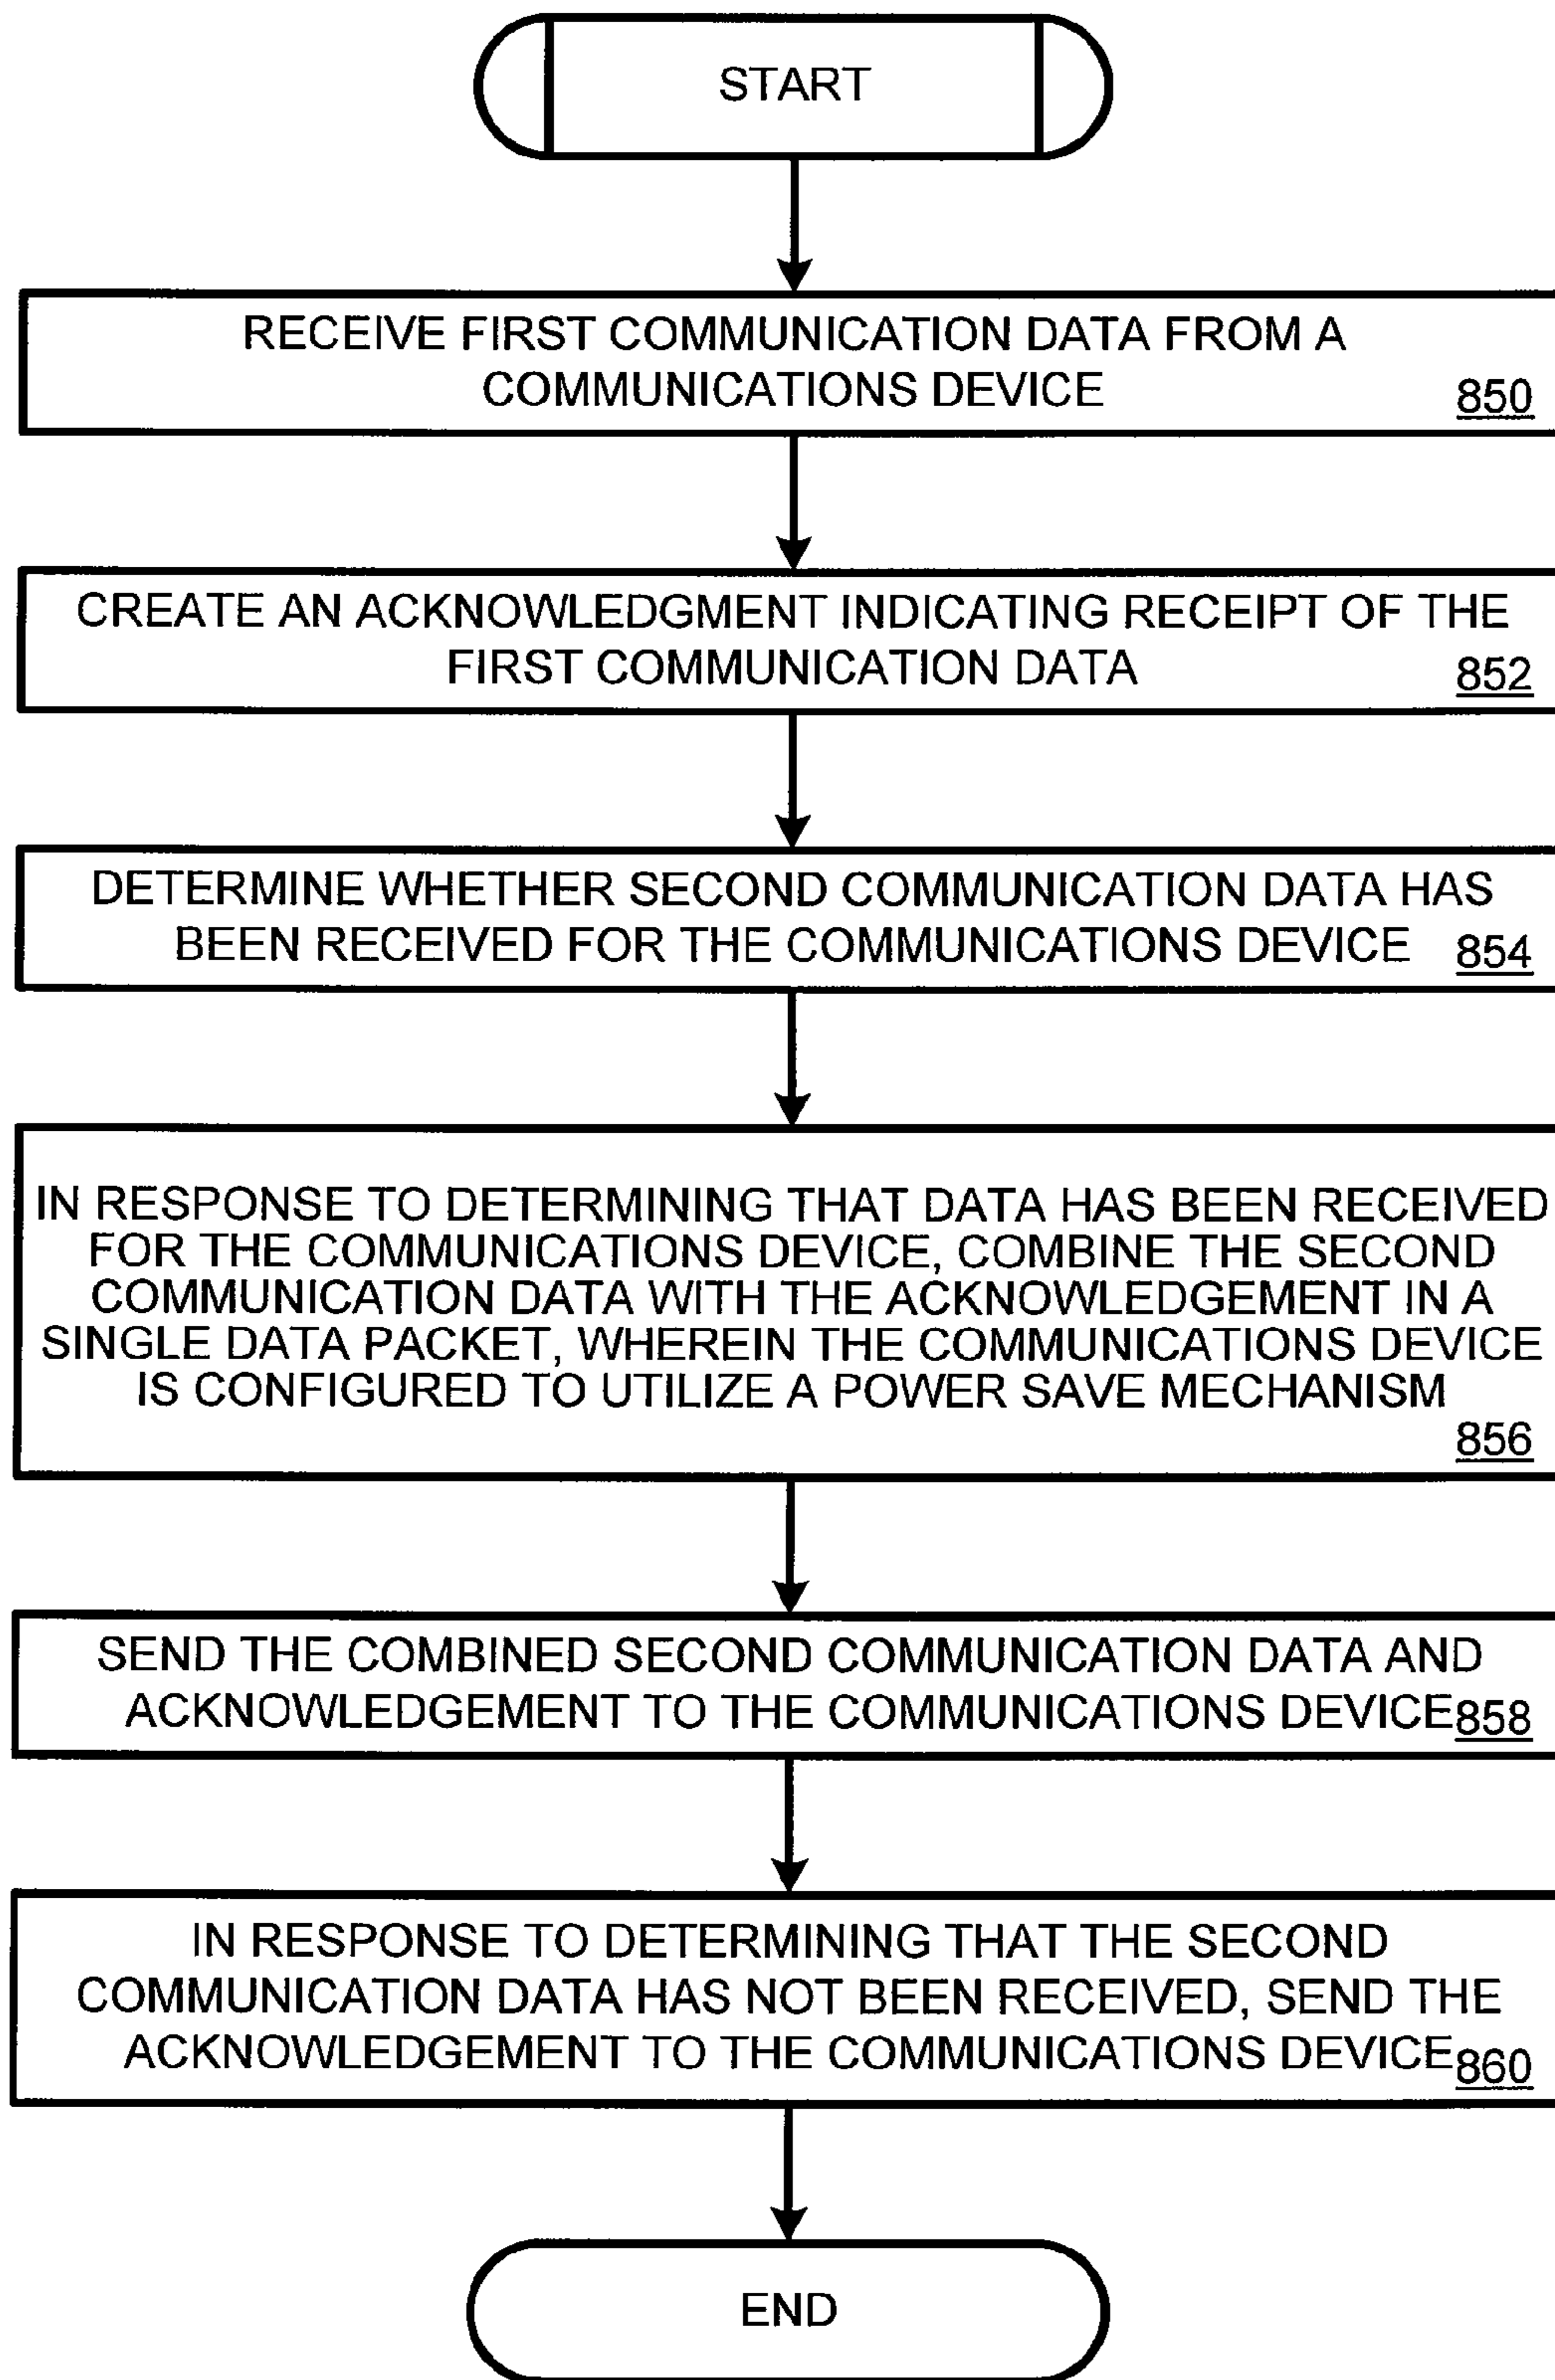 START
RECEIVE FIRST COMMUNICATION DATA FROM A
COMMUNICATIONS DEVICE 850
CREATE AN ACKNOWLEDGMENT INDICATING RECEIPT OF THE
FIRST COMMUNICATION DATA 852
DETERMINE WHETHER SECOND COMMUNICATION DATA HAS
BEEN RECEIVED FOR THE COMMUNICATIONS DEVICE 854
IN RESPONSE TO DETERMINING THAT DATA HAS BEEN RECEIVED
FOR THE COMMUNICATIONS DEVICE, COMBINE THE SECOND
COMMUNICATION DATA WITH THE ACKNOWLEDGEMENT IN A
SINGLE DATA PACKET, WHEREIN THE COMMUNICATIONS DEVICE
IS CONFIGURED TO UTILIZE A POWER SAVE MECHANISM
856
SEND THE COMBINED SECOND COMMUNICATION DATA AND
ACKNOWLEDGEMENT TO THE COMMUNICATIONS DEVICE 858
IN RESPONSE TO DETERMINING THAT THE SECOND
COMMUNICATION DATA HAS NOT BEEN RECEIVED, SEND THE
ACKNOWLEDGEMENT TO THE COMMUNICATIONS DEVICE 860
END